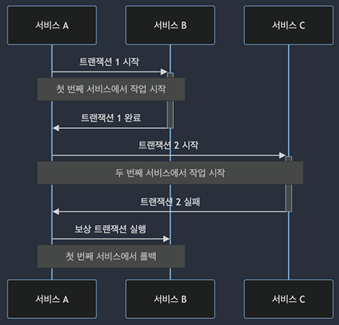 서비스 A
서비스 B
서비스 C
트랜잭션 1 시작
첫 번째 서비스에서 작업 시작
트랜잭션 1 완료
트랜잭션 2 시작
두 번째 서비스에서 작업 시작
트랜잭션 2 실패
보상 트랜잭션 실행
첫 번째 서비스에서 롤백
서비스 A
서비스 B
서비스 C